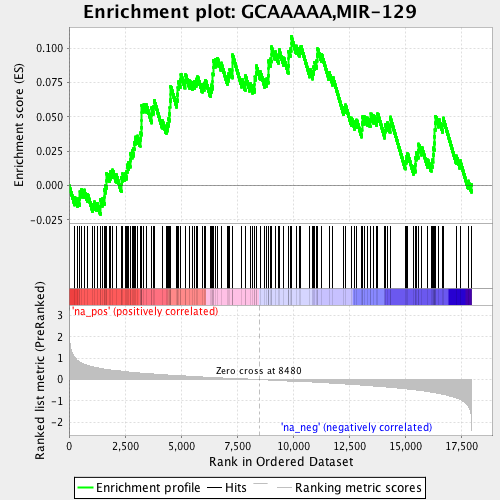 Enrichment plot: GCAAAAA,MIR-129
Enrichment score (ES)
0.100
0.075
0.050
0.025
0.000
-0.025
'na_pos' (positively correlated)
Ranked list metric (PreRanked)
3
2
1
0
-1
-2
Zero cross at 8480
'na_neg' (negatively correlated)
0 2,500 5,000 7,500 10,000 12,500 15,000 17,500
Rank in Ordered Dataset
Enrichment profile Hits Ranking metric scores